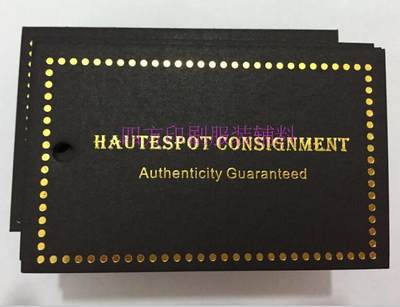 四方印刷服装辅料
HAUTESPOT CONSIGNMENT
Authenticity Guaranteed